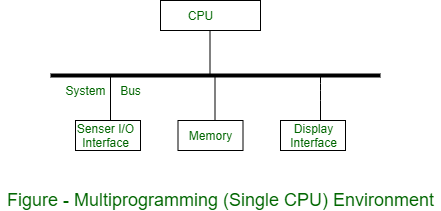 CPU
System Bus
Senser I/O
Interface
Memory
Display
Interface
Figure - Multiprogramming (Single CPU) Environment